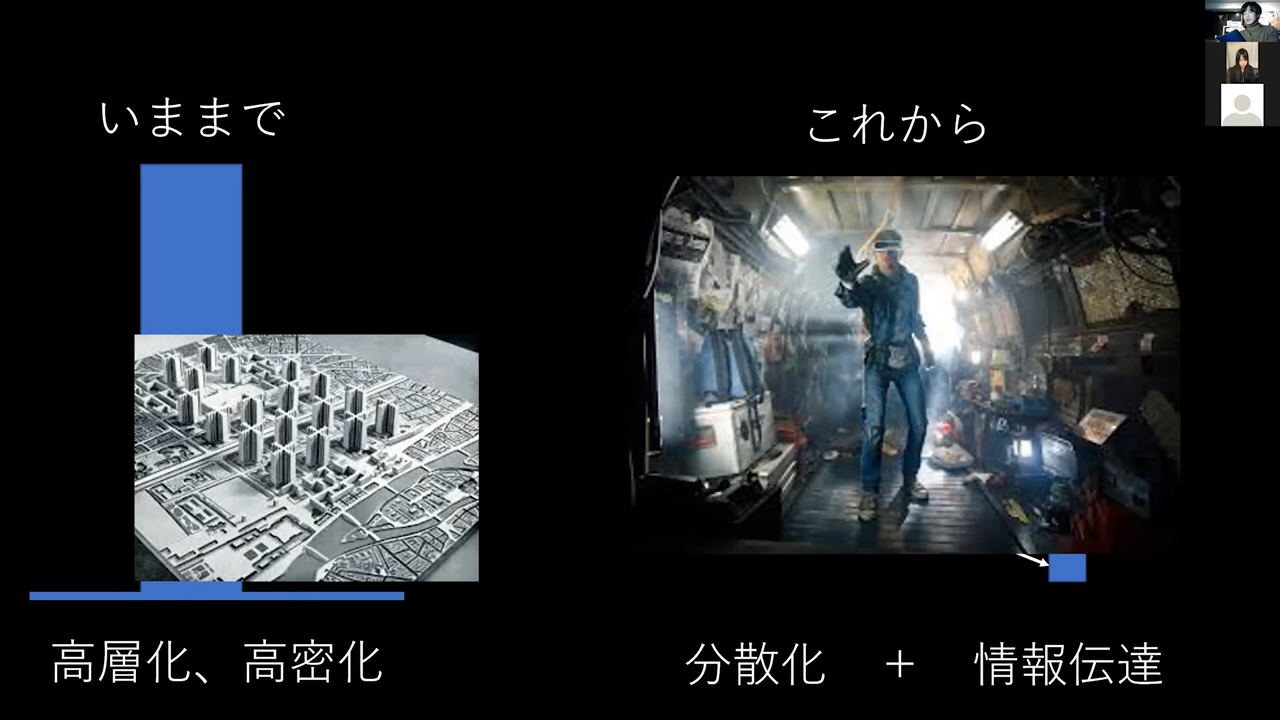 いままで
これから
高層化、高密化
分散化 + 情報伝達